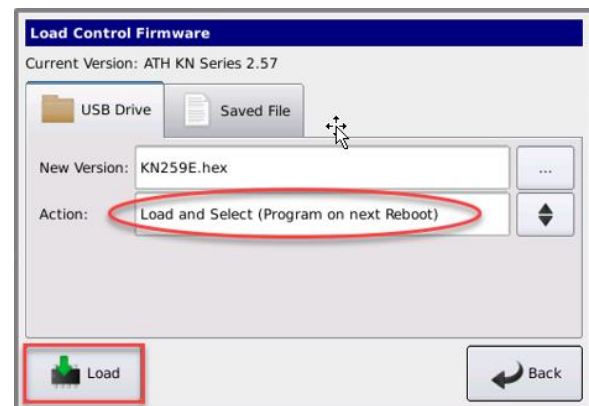 Load Control Firmware
Current Version: ATH KN Series 2.57
USB Drive
Saved File
New Version: KN259E.hex ...
Action: Load and Select (Program on next Reboot)
Load
Back